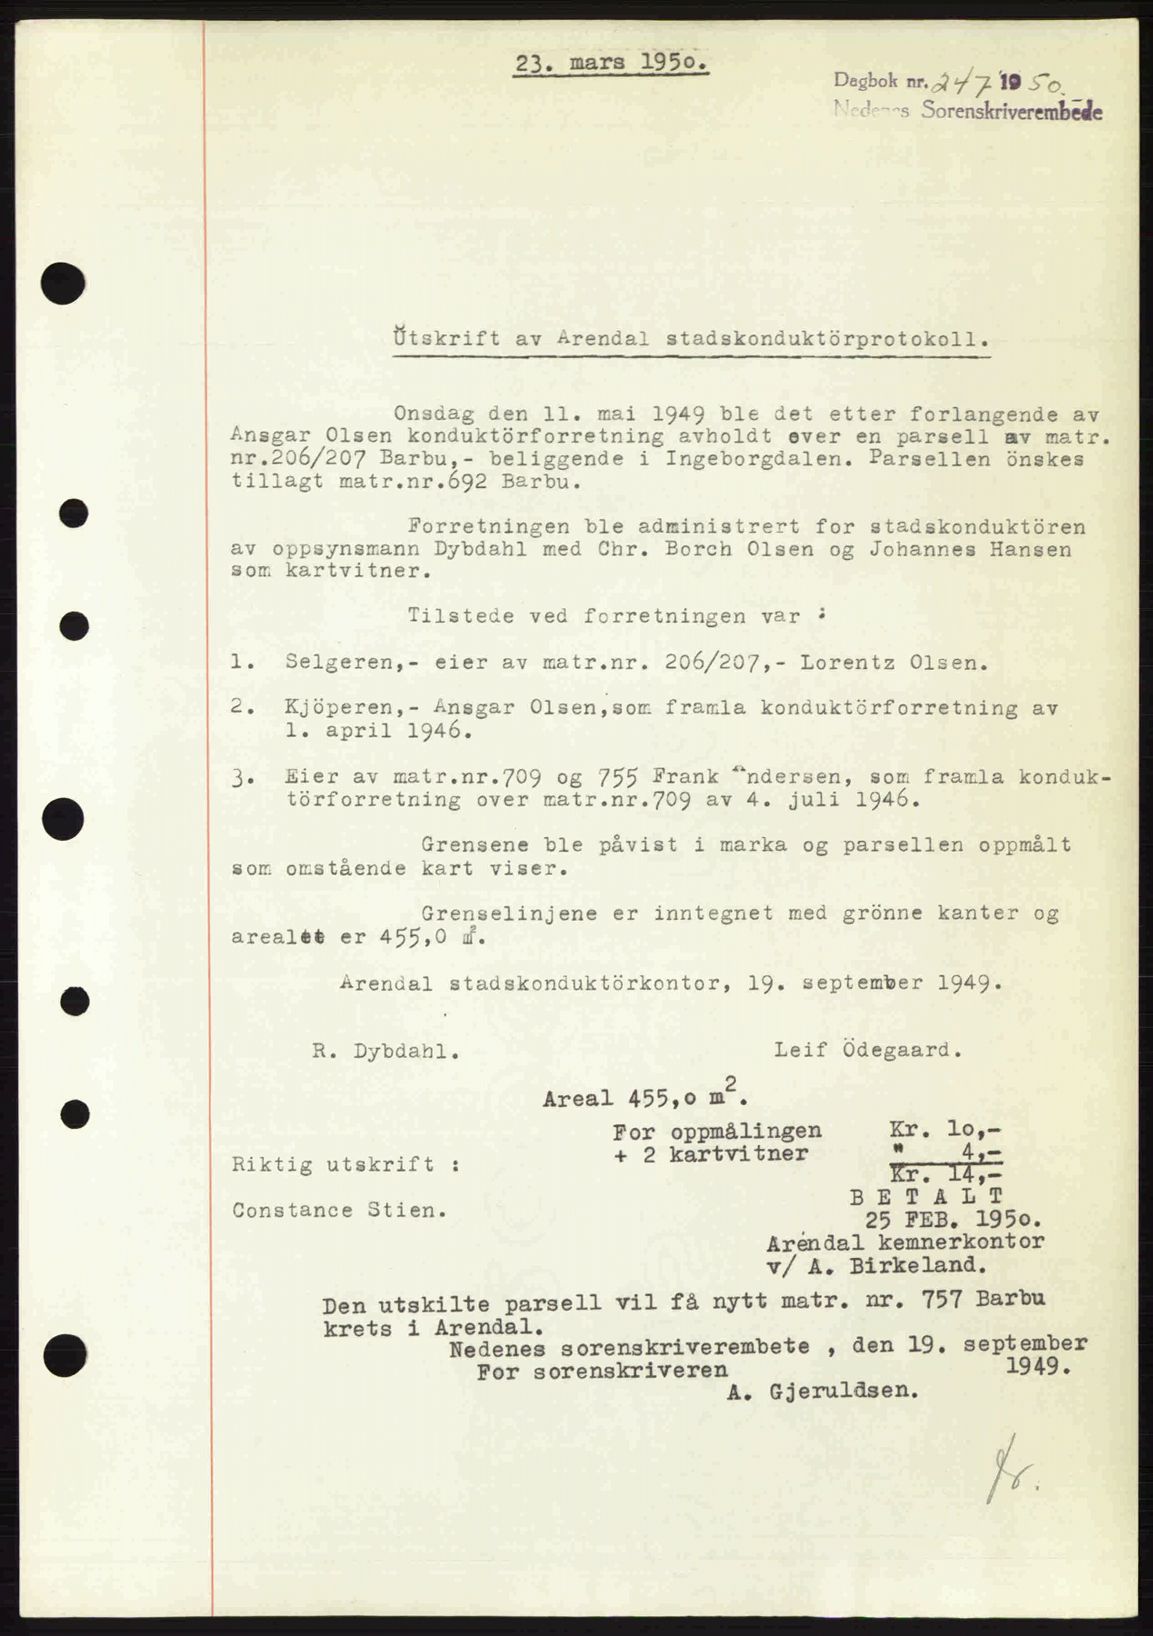 23. mars 195o.
Dagbok nr. 247 1950.
Nedenes Sorenskriverembede
Utskrift av Arendal stadskonduktörprotokoll.
Onsdag den 11. mai 1949 ble det etter forlangende av
Ansgar Olsen konduktörforretning avholdt over en parsell av matr.
nr.206/207 Barbu,- beliggende i Ingeborgdalen. Parsellen önskes
tillagt matr.nr.692 Barbu.
Forretningen ble administrert for stadskonduktören
av oppsynsmann Dybdahl med Chr. Borch Olsen og Johannes Hansen
som kartvitner.
Tilstede ved forretningen var :
1. Selgeren,- eier av matr.nr. 206/207,- Lorentz Olsen.
2. Kjöperen,- Ansgar Olsen,som framla konduktörforretning av
1. april 1946.
3. Eier av matr.nr.709 og 755 Frank Andersen, som framla konduk-
törforretning over matr.nr.709 av 4. juli 1946.
Grensene ble påvist i marka og parsellen oppmålt
som omstående kart viser.
Grenselinjene er inntegnet med grönne kanter og
arealet er 455,0 m².
Arendal stadskonduktörkontor, 19. september 1949.
R. Dybdahl. Leif Ödegaard.
Areal 455,o m².
For oppmålingen Kr. 1o,-
+ 2 kartvitner " 4,-
Kr. 14,-
Riktig utskrift :
B E T A L T
Constance Stien.
25 FEB. 195o.
Arendal kemnerkontor
v/ A. Birkeland.
Den utskilte parsell vil få nytt matr. nr. 757 Barbu
krets i Arendal.
Nedenes sorenskriverembete , den 19. september
For sorenskriveren 1949.
A. Gjeruldsen.